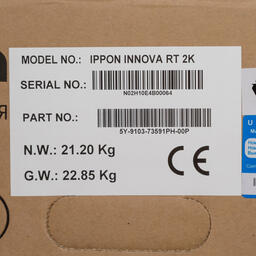 MODEL NO.: IPPON INNOVA RT 2K
SERIAL NO.:
N02H10E4B00064
PART NO.:
5Y-9103-73591PH-00P
N.W.: 21.20 Kg
G.W.: 22.85 Kg
CE